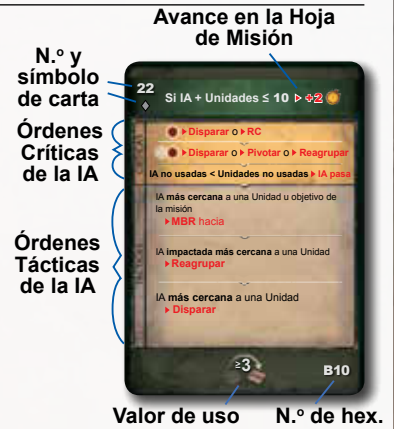 Avance en la Hoja
de Misión
N.º y
símbolo
de carta
22
Si IA + Unidades ≤ 10 +2
Órdenes
Críticas
de la IA
Disparar o RC
Disparar o Pivotar o Reagrupar
IA no usadas < Unidades no usadas IA pasa
Órdenes
Tácticas
de la IA
IA más cercana a una Unidad u objetivo de
la misión
MBR hacia
IA impactada más cercana a una Unidad
Reagrupar
IA más cercana a una Unidad
Disparar
≥3
B10
Valor de uso
N.º de hex.